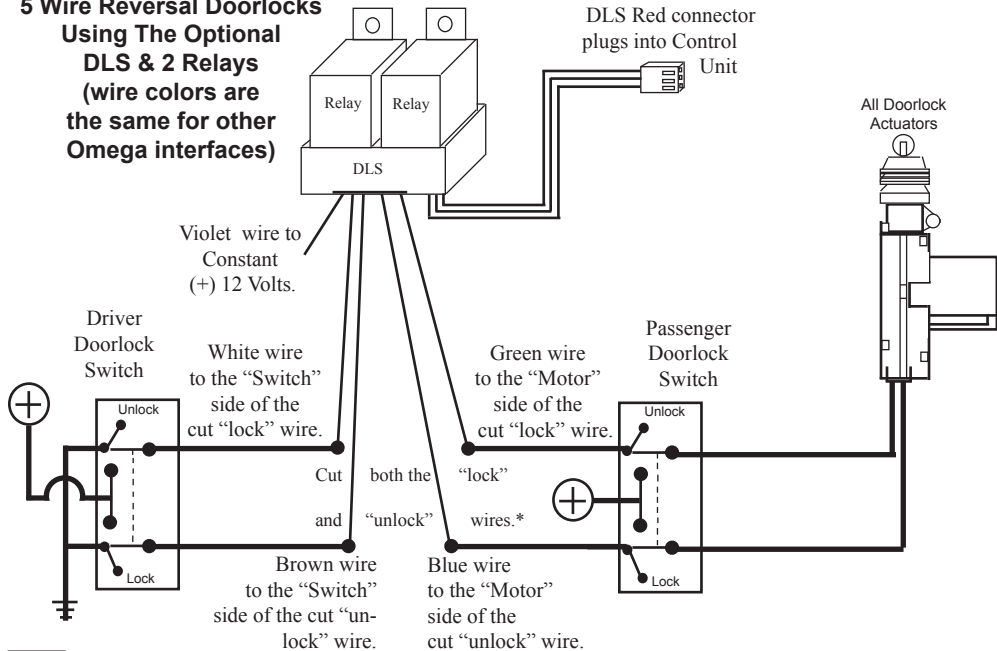 5 Wire Reversal Doorlocks
Using The Optional
DLS & 2 Relays
(wire colors are
the same for other
Omega interfaces)
Relay
Relay
DLS
DLS Red connector
plugs into Control
Unit
All Doorlock
Actuators
Violet wire to
Constant
(+) 12 Volts.
Driver
Doorlock
Switch
White wire
to the “Switch”
side of the
cut “lock” wire.
Green wire
to the “Motor”
side of the
cut “lock” wire.
Passenger
Doorlock
Switch
Unlock
Unlock
Cut both the “lock”
and “unlock” wires.*
Lock
Lock
Brown wire
to the “Switch”
side of the cut “un-
lock” wire.
Blue wire
to the “Motor”
side of the
cut “unlock” wire.